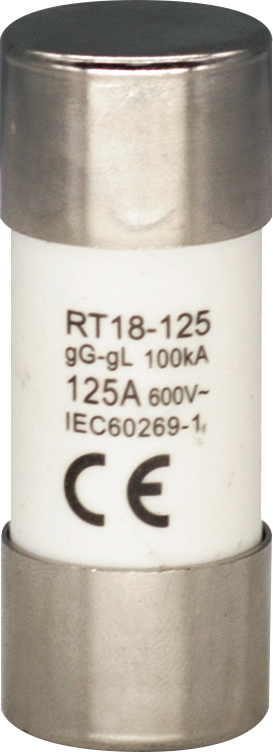 RT18-125
gG-gL 100kA
125A 600V~
IEC60269-1
CE